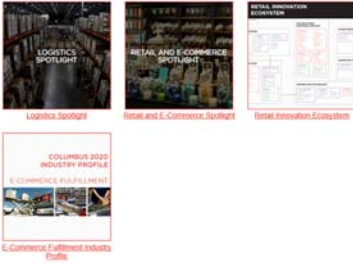 LOGISTICS
SPOTLIGHT
RETAIL AND E-COMMERCE
SPOTLIGHT
RETAIL INNOVATION
ECOSYSTEM
Logistics Spotlight
Retail and E-Commerce Spotlight
Retail Innovation Ecosystem
COLUMBUS 2020
INDUSTRY PROFILE
E-COMMERCE FULFILLMENT
E-Commerce Fulfillment Industry
Profile